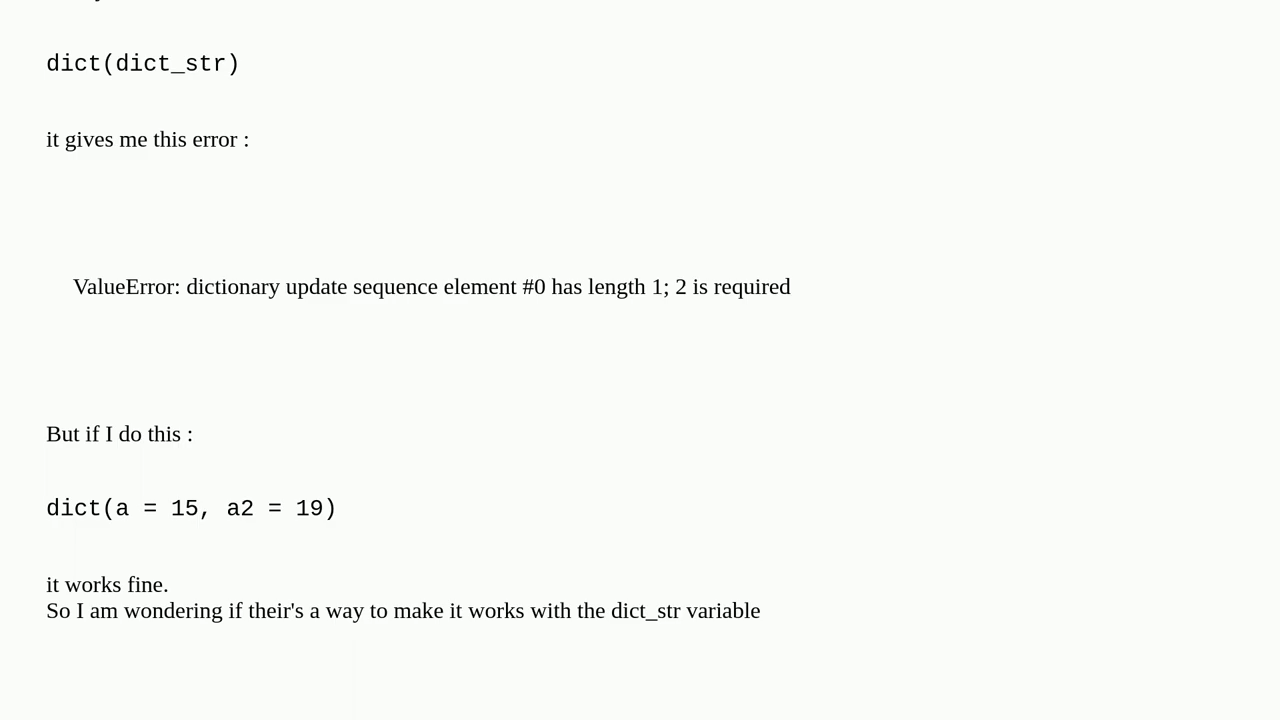 dict(dict_str)
it gives me this error :
ValueError: dictionary update sequence element #0 has length 1; 2 is required
But if I do this :
dict(a = 15, a2 = 19)
it works fine.
So I am wondering if their's a way to make it works with the dict_str variable